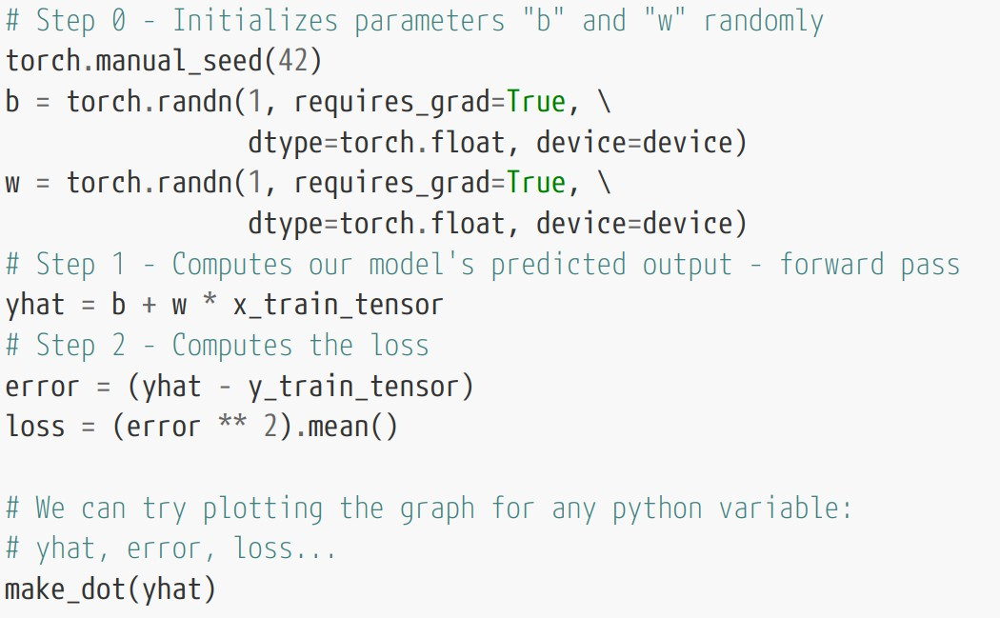 # Step 0 - Initializes parameters "b" and "w" randomly
torch.manual_seed(42)
b = torch.randn(1, requires_grad=True, \
                dtype=torch.float, device=device)
w = torch.randn(1, requires_grad=True, \
                dtype=torch.float, device=device)
# Step 1 - Computes our model's predicted output - forward pass
yhat = b + w * x_train_tensor
# Step 2 - Computes the loss
error = (yhat - y_train_tensor)
loss = (error ** 2).mean()

# We can try plotting the graph for any python variable:
# yhat, error, loss...
make_dot(yhat)